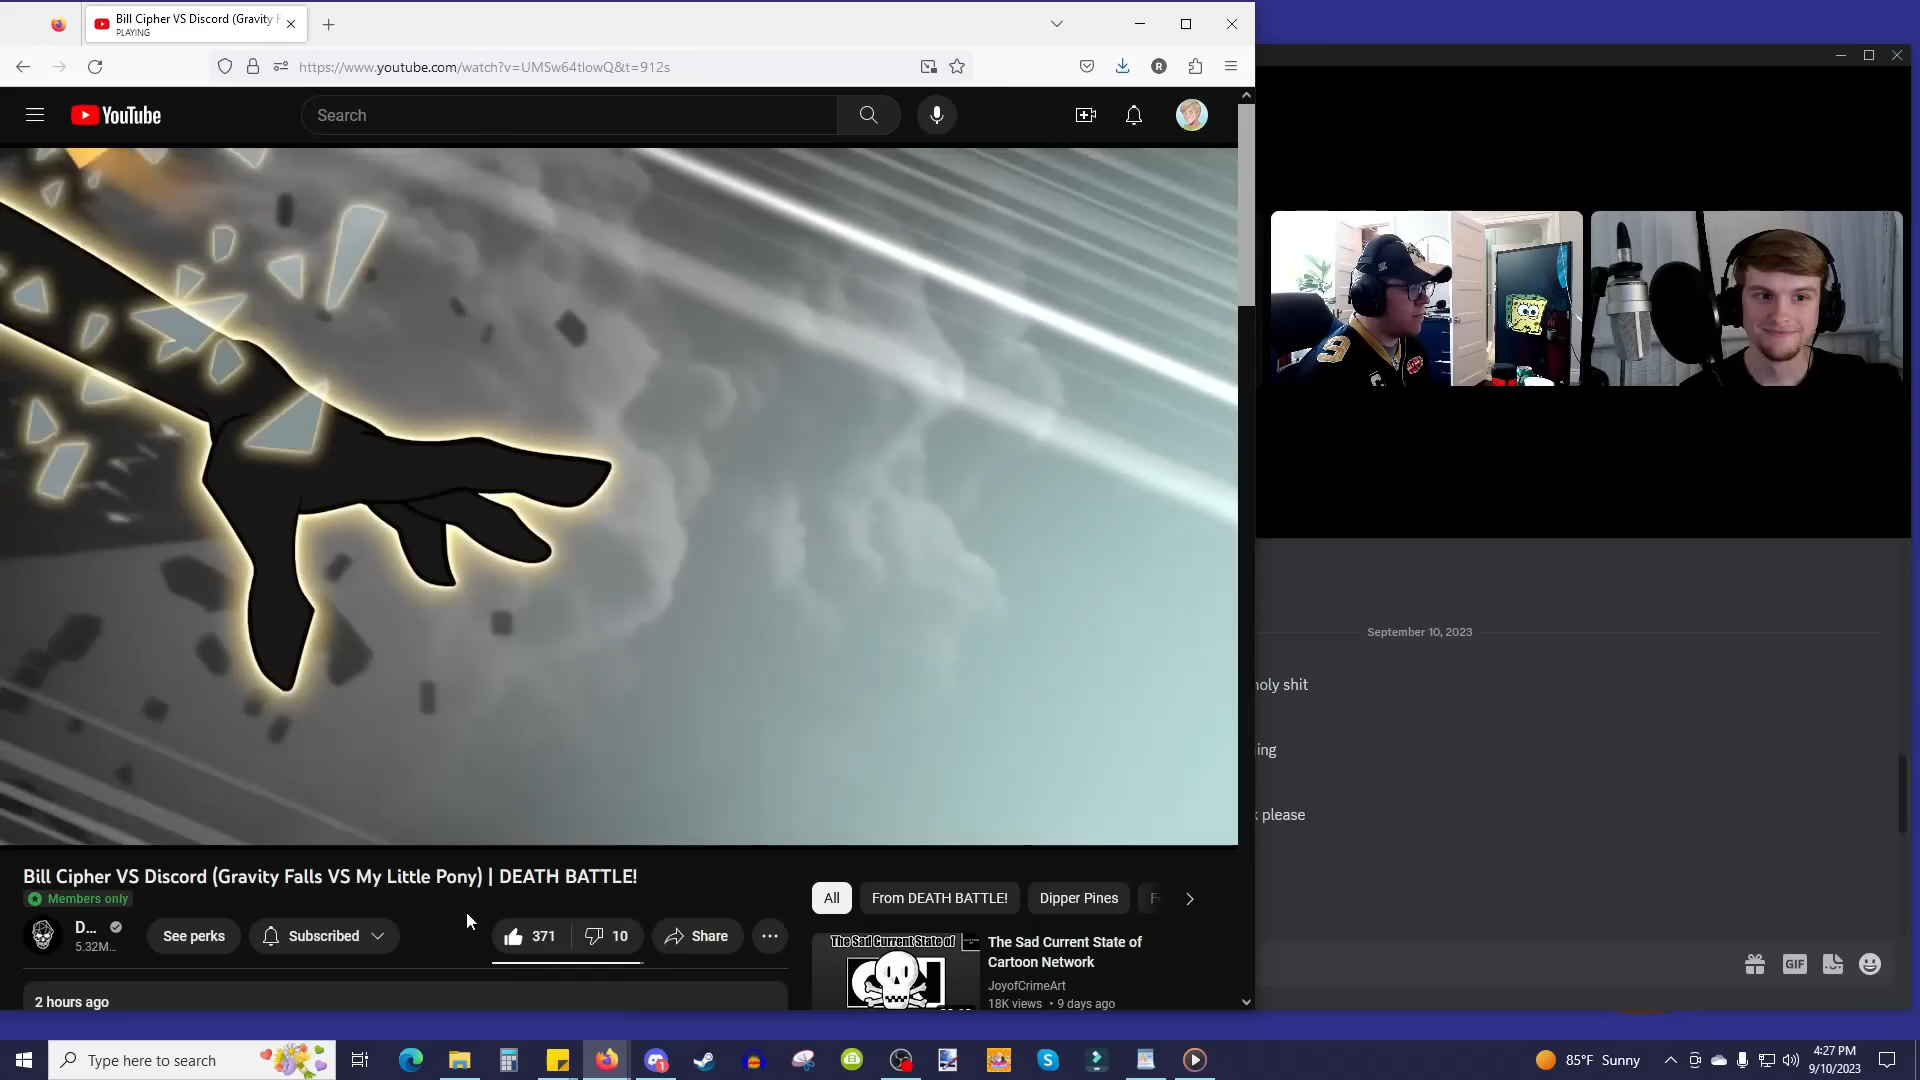 Bill Cipher VS Discord (Gravity F
PLAYING
https://www.youtube.com/watch?v=UMSw64tIowQ&t=912s
R
YouTube
Search
9
Bill Cipher VS Discord (Gravity Falls VS My Little Pony) | DEATH BATTLE!
Members only
D...
5.32M...
See perks
Subscribed
371
10
Share
2 hours ago
All
From DEATH BATTLE!
Dipper Pines
The Sad Current State of
The Sad Current State of
Cartoon Network
JoyofCrimeArt
18K views • 9 days ago
September 10, 2023
holy shit
ing
please
GIF
Type here to search
1
85°F Sunny
4:27 PM
9/10/2023